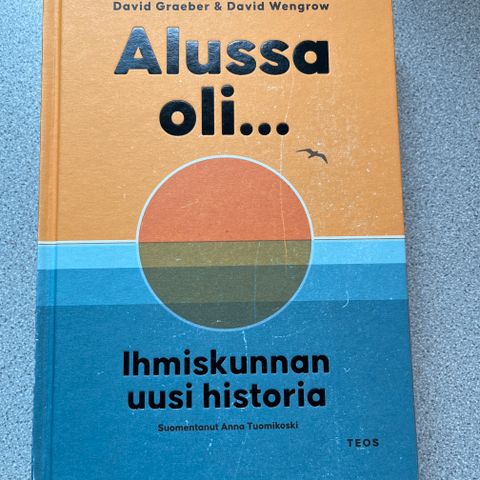 David Graeber & David Wengrow
Alussa
oli...
Ihmiskunnan
uusi historia
Suomentanut Anna Tuomikoski
TEOS